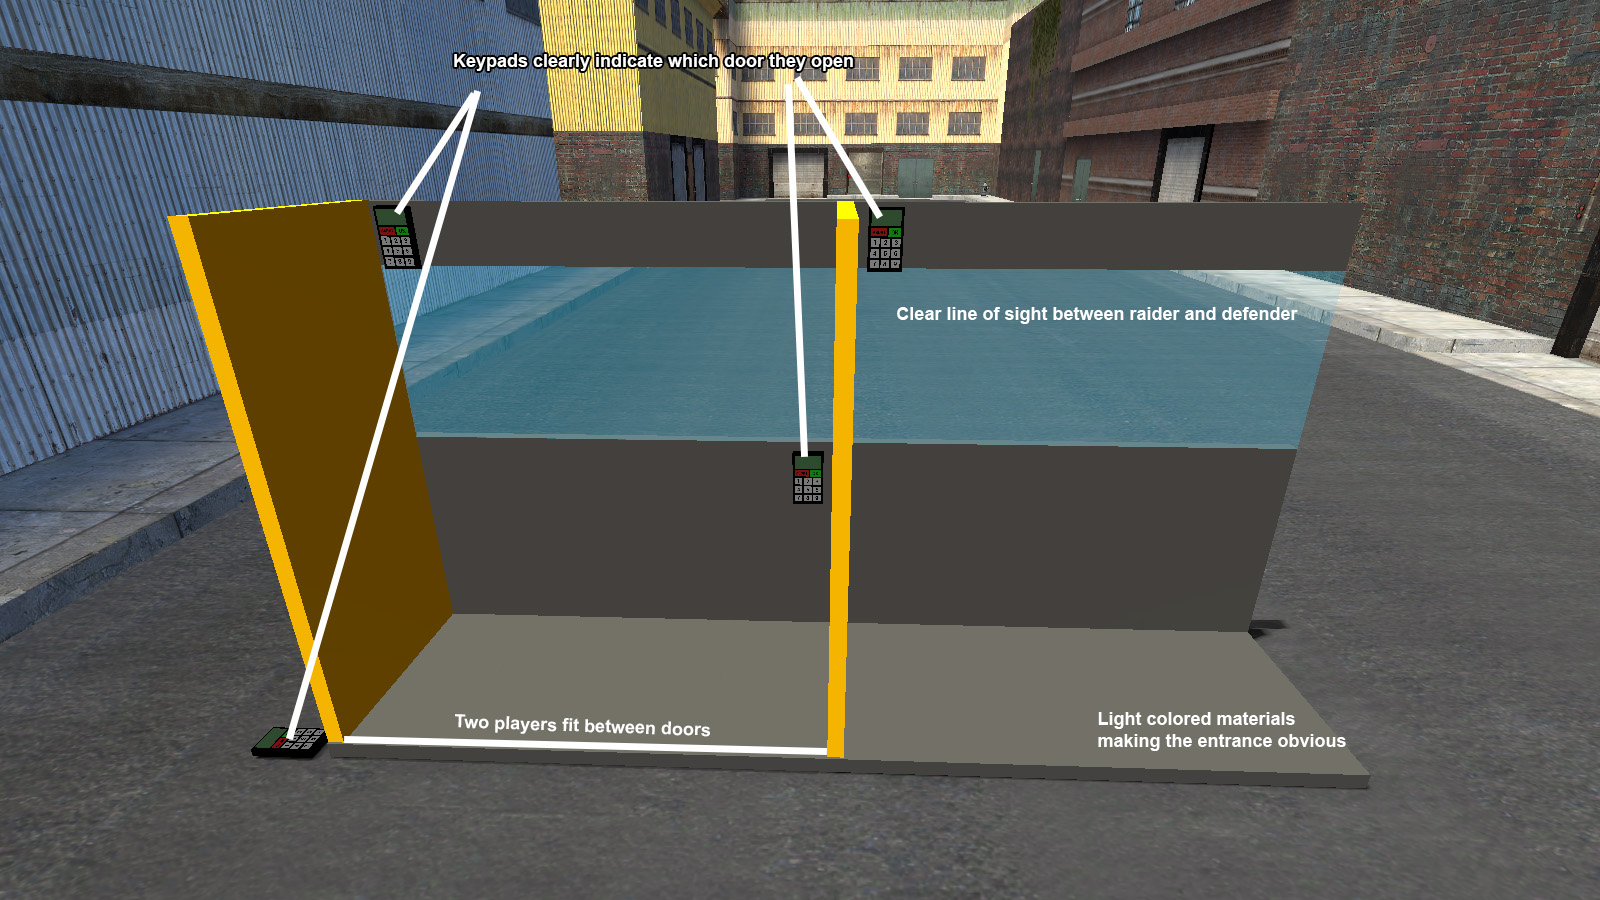 Keypads clearly indicate which door they open
Clear line of sight between raider and defender
Two players fit between doors
Light colored materials
making the entrance obvious